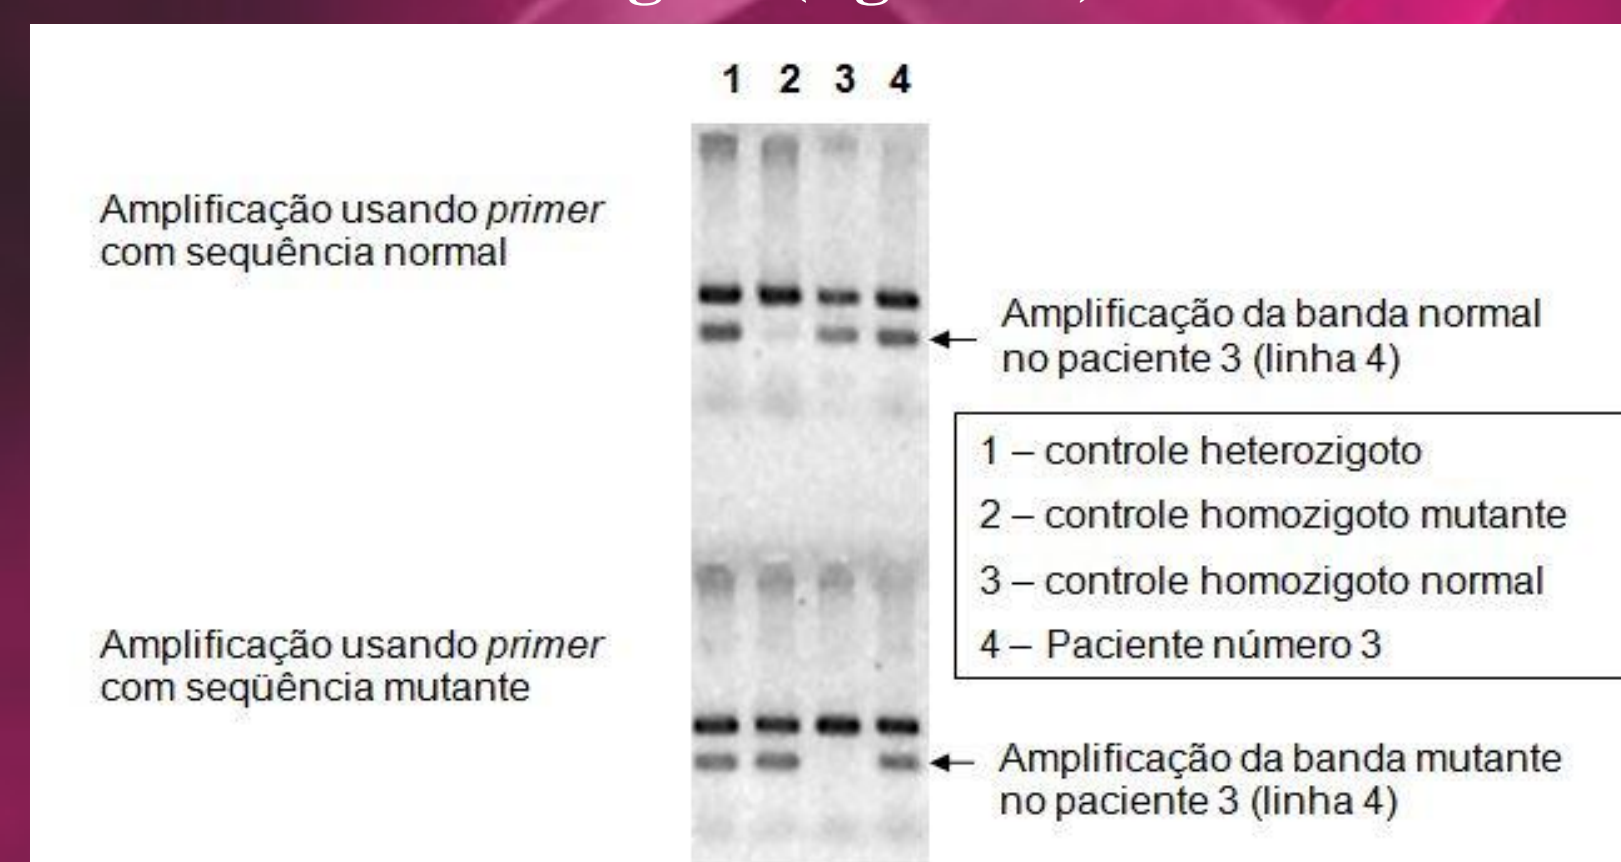 1 2 3 4
Amplificação usando primer
com sequência normal
Amplificação da banda normal
no paciente 3 (linha 4)
1 – controle heterozigoto
2 – controle homozigoto mutante
3 – controle homozigoto normal
4 – Paciente número 3
Amplificação usando primer
com seqüência mutante
Amplificação da banda mutante
no paciente 3 (linha 4)